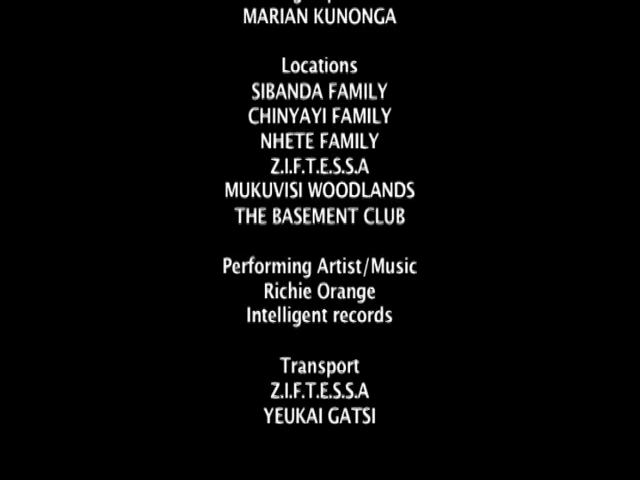 MARIAN KUNONGA
Locations
SIBANDA FAMILY
CHINYAYI FAMILY
NHETE FAMILY
Z.I.F.T.E.S.S.A
MUKUVISI WOODLANDS
THE BASEMENT CLUB
Performing Artist/Music
Richie Orange
Intelligent records
Transport
Z.I.F.T.E.S.S.A
YEUKAI GATSI